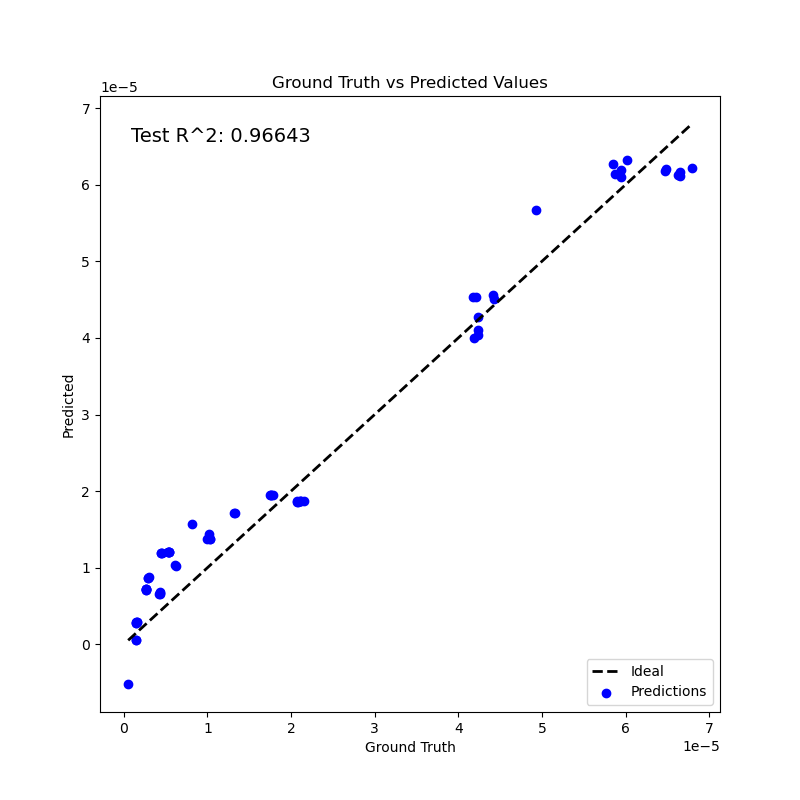 Ground Truth vs Predicted Values
1e−5
Test R^2: 0.96643
7
6
5
4
3
2
1
0
Predicted
Ideal
Predictions
0 1 2 3 4 5 6 7
Ground Truth
1e−5